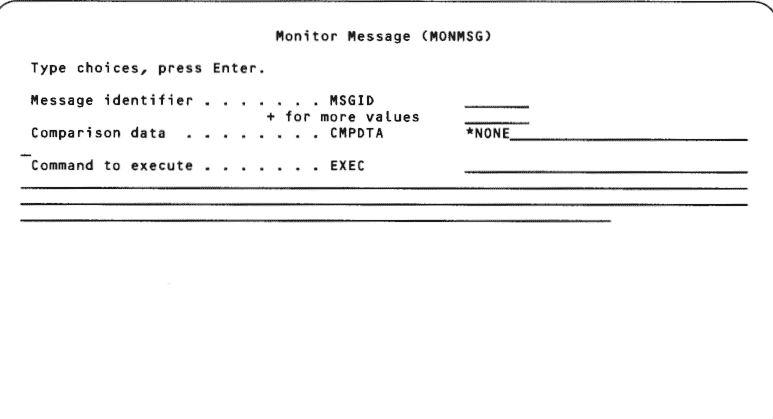 Monitor Message (MONMSG)
Type choices, press Enter.
Message identifier . . . . . . . MSGID
+ for more values
Comparison data . . . . . . . . CMPDTA *NONE
Command to execute . . . . . . . EXEC